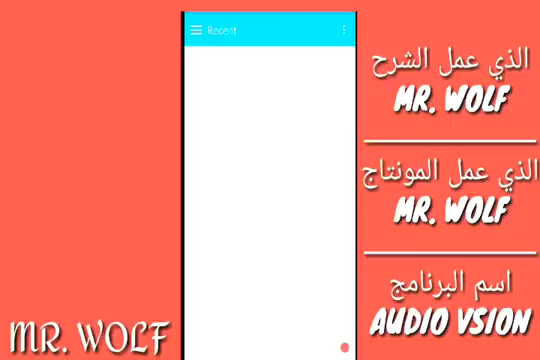 Recent
الذي عمل الشرح
MR. WOLF
الذي عمل المونتاج
MR. WOLF
اسم البرنامج
AUDIO VSION
MR. WOLF